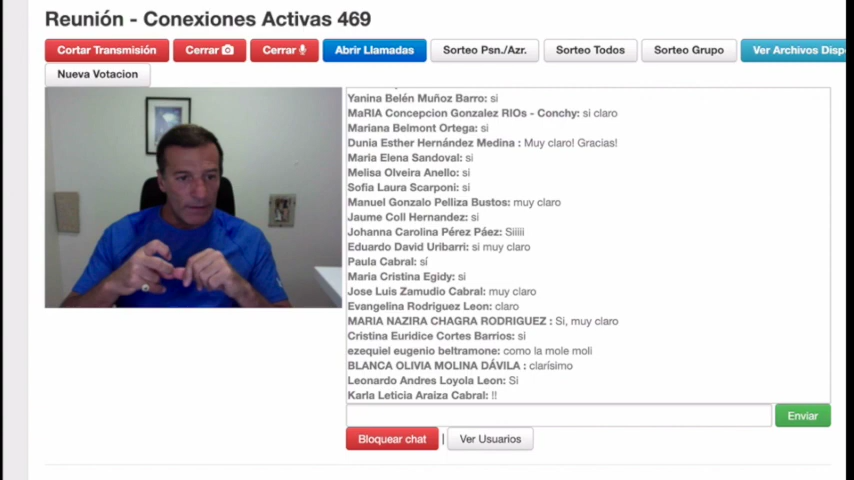 Reunión - Conexiones Activas 469
Cortar Transmisión Cerrar Cerrar Abrir Llamadas Sorteo Psn./Azr. Sorteo Todos Sorteo Grupo Ver Archivos Disp
Nueva Votacion
Yanina Belén Muñoz Barro: si
MaRIA Concepcion Gonzalez RIOs - Conchy: si claro
Mariana Belmont Ortega: si
Dunia Esther Hernández Medina : Muy claro! Gracias!
Maria Elena Sandoval: si
Melisa Olveira Anello: si
Sofia Laura Scarponi: si
Manuel Gonzalo Pelliza Bustos: muy claro
Jaume Coll Hernandez: si
Johanna Carolina Pérez Páez: Siiiii
Eduardo David Uribarri: si muy claro
Paula Cabral: sí
Maria Cristina Egidy: si
Jose Luis Zamudio Cabral: muy claro
Evangelina Rodriguez Leon: claro
MARIA NAZIRA CHAGRA RODRIGUEZ : Si, muy claro
Cristina Euridice Cortes Barrios: si
ezequiel eugenio beltramone: como la mole moli
BLANCA OLIVIA MOLINA DÁVILA : clarísimo
Leonardo Andres Loyola Leon: Si
Karla Leticia Araiza Cabral: !!
Enviar
Bloquear chat | Ver Usuarios